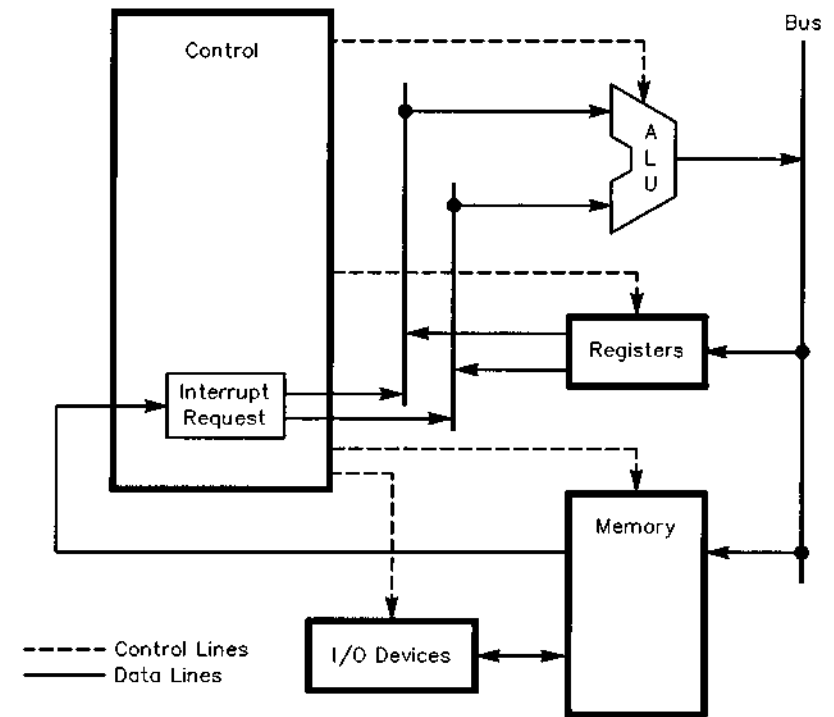 Control
Bus
A
L
U
Registers
Interrupt
Request
Memory
I/O Devices
Control Lines
Data Lines